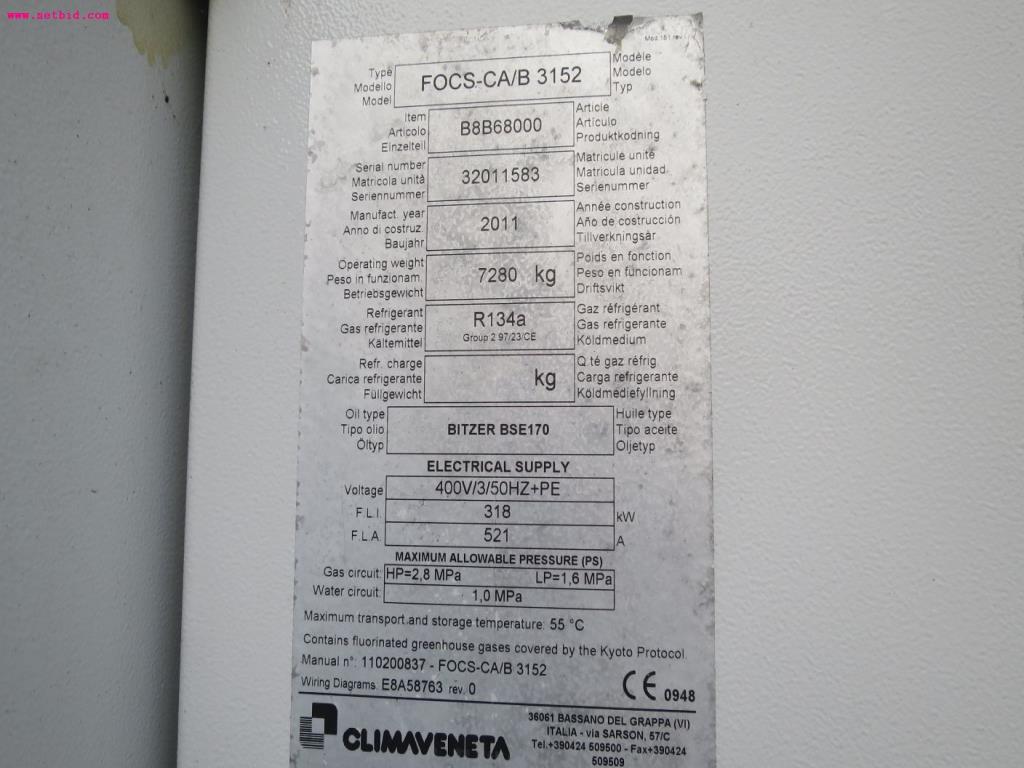 www.netbid.com
Mod.151 rev.
Type
Modello
Model
FOCS-CA/B 3152
Modèle
Modelo
Typ
Item
Articolo
Einzelteil
B8B68000
Article
Artículo
Produktkodning
Serial number
Matricola unità
Seriennummer
32011583
Matricule unité
Matricula unidad
Serienummer
Manufact. year
Anno di costruz.
Baujahr
2011
Année construction
Año de costrucción
Tillverkningsår
Operating weight
Peso in funzionam.
Betriebsgewicht
7280 kg
Poids en fonction
Peso en funcionam
Driftsvikt
Refrigerant
Gas refrigerante
Kältemittel
R134a
Group 2 97/23/CE
Gaz réfrigérant
Gas refrigerante
Köldmedium
Refr. charge
Carica refrigerante
Füllgewicht
kg
Q.té gaz réfrig.
Carga refrigerante
Köldmediefyllning
Oil type
Tipo olio
Öltyp
BITZER BSE170
Huile type
Tipo aceite
Oljetyp
ELECTRICAL SUPPLY
Voltage 400V/3/50HZ+PE
F.L.I. 318 kW
F.L.A. 521 A
MAXIMUM ALLOWABLE PRESSURE (PS)
Gas circuit: HP=2,8 MPa LP=1,6 MPa
Water circuit: 1,0 MPa
Maximum transport and storage temperature: 55 °C
Contains fluorinated greenhouse gases covered by the Kyoto Protocol
Manual n°: 110200837 - FOCS-CA/B 3152
Wiring Diagrams: E8A58763 rev. 0
CE 0948
CLIMAVENETA
36061 BASSANO DEL GRAPPA (VI)
ITALIA - via SARSON, 57/C
Tel.+390424 509500 - Fax+390424
509509